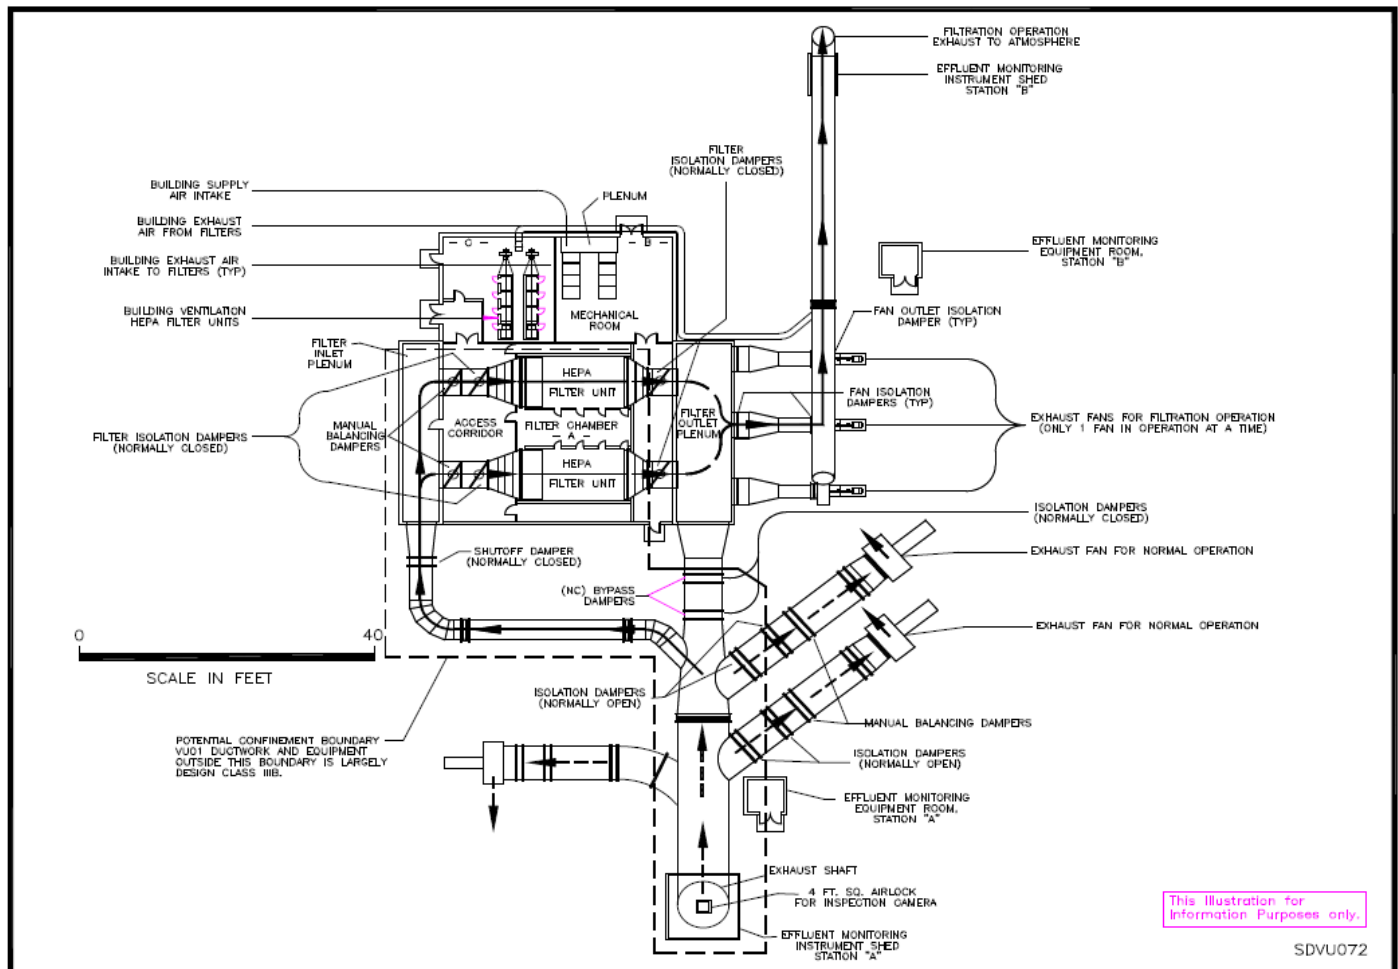 FILTRATION OPERATION
EXHAUST TO ATMOSPHERE
EFFLUENT MONITORING
INSTRUMENT SHED
STATION "B"
FILTER
ISOLATION DAMPERS
(NORMALLY CLOSED)
BUILDING SUPPLY
AIR INTAKE
PLENUM
BUILDING EXHAUST
AIR FROM FILTERS
- C -
- B -
EFFLUENT MONITORING
EQUIPMENT ROOM,
STATION "B"
BUILDING EXHAUST AIR
INTAKE TO FILTERS (TYP)
BUILDING VENTILATION
HEPA FILTER UNITS
MECHANICAL
ROOM
FAN OUTLET ISOLATION
DAMPER (TYP)
FILTER
INLET
PLENUM
HEPA
FILTER UNIT
FAN ISOLATION
DAMPERS (TYP)
FILTER ISOLATION DAMPERS
(NORMALLY CLOSED)
MANUAL
BALANCING
DAMPERS
ACCESS
CORRIDOR
FILTER CHAMBER
- A -
FILTER
OUTLET
PLENUM
EXHAUST FANS FOR FILTRATION OPERATION
(ONLY 1 FAN IN OPERATION AT A TIME)
HEPA
FILTER UNIT
ISOLATION DAMPERS
(NORMALLY CLOSED)
SHUTOFF DAMPER
(NORMALLY CLOSED)
EXHAUST FAN FOR NORMAL OPERATION
(NC) BYPASS
DAMPERS
EXHAUST FAN FOR NORMAL OPERATION
0 40
SCALE IN FEET
ISOLATION DAMPERS
(NORMALLY OPEN)
MANUAL BALANCING DAMPERS
POTENTIAL CONFINEMENT BOUNDARY
VU01 DUCTWORK AND EQUIPMENT
OUTSIDE THIS BOUNDARY IS LARGELY
DESIGN CLASS IIIB.
ISOLATION DAMPERS
(NORMALLY OPEN)
EFFLUENT MONITORING
EQUIPMENT ROOM,
STATION "A"
EXHAUST SHAFT
4 FT. SQ. AIRLOCK
FOR INSPECTION CAMERA
EFFLUENT MONITORING
INSTRUMENT SHED
STATION "A"
This Illustration for
Information Purposes only.
SDVU072